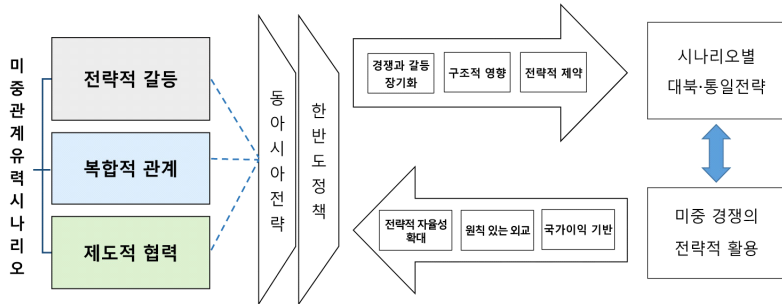 미중관계유력시나리오
전략적 갈등
복합적 관계
제도적 협력
동아시아전략
한반도정책
경쟁과 갈등
장기화
구조적 영향
전략적 제약
시나리오별
대북·통일전략
전략적 자율성
확대
원칙 있는 외교
국가이익 기반
미중 경쟁의
전략적 활용